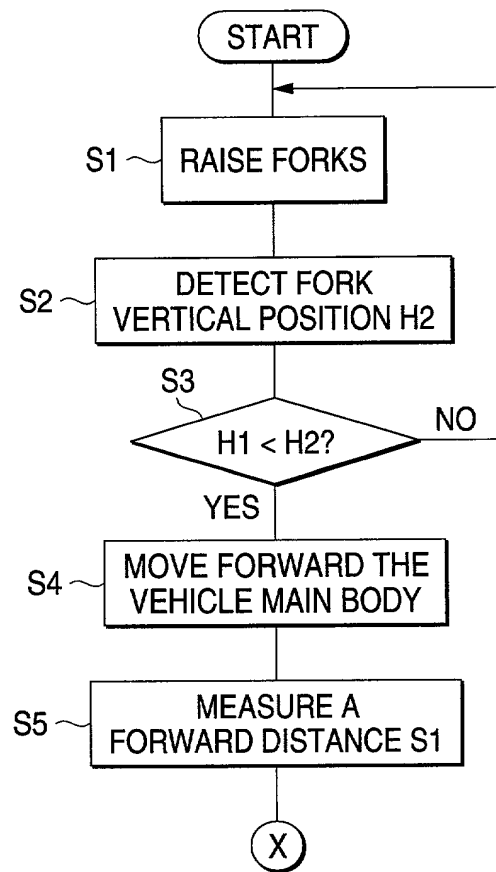 START
S1
RAISE FORKS
S2
DETECT FORK
VERTICAL POSITION H2
S3
H1 < H2?
NO
YES
S4
MOVE FORWARD THE
VEHICLE MAIN BODY
S5
MEASURE A
FORWARD DISTANCE S1
X